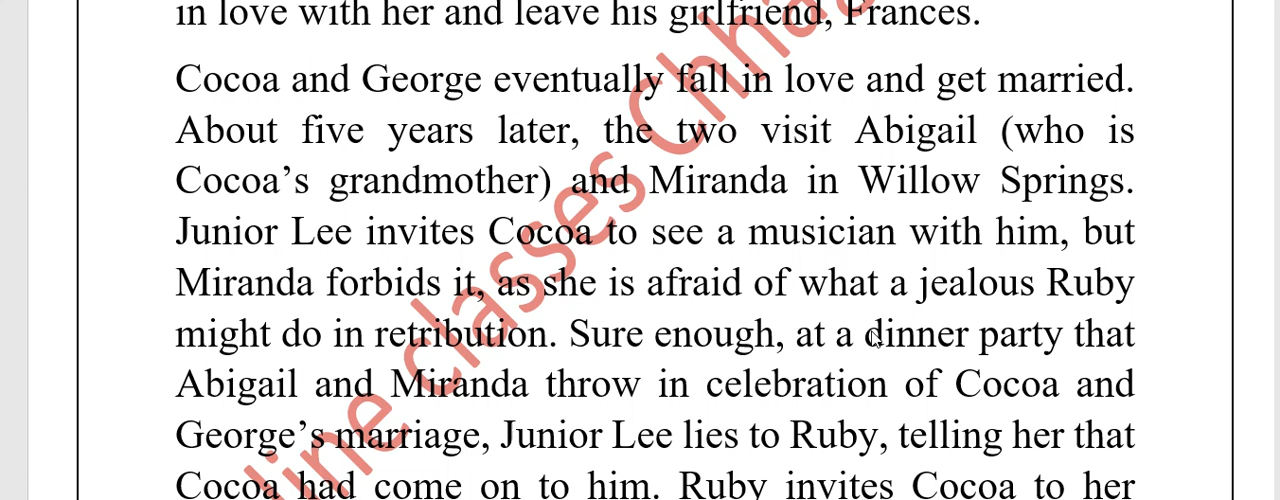 in love with her and leave his girlfriend, Frances.
Cocoa and George eventually fall in love and get married.
About five years later, the two visit Abigail (who is
Cocoa’s grandmother) and Miranda in Willow Springs.
Junior Lee invites Cocoa to see a musician with him, but
Miranda forbids it, as she is afraid of what a jealous Ruby
might do in retribution. Sure enough, at a dinner party that
Abigail and Miranda throw in celebration of Cocoa and
George’s marriage, Junior Lee lies to Ruby, telling her that
Cocoa had come on to him. Ruby invites Cocoa to her
line classes Chha